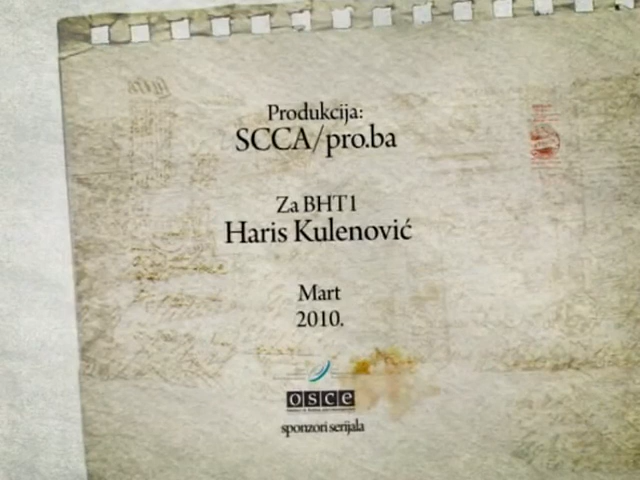 Produkcija:
SCCA/pro.ba
Za BHT1
Haris Kulenović
Mart
2010.
osce
sponzori serijala